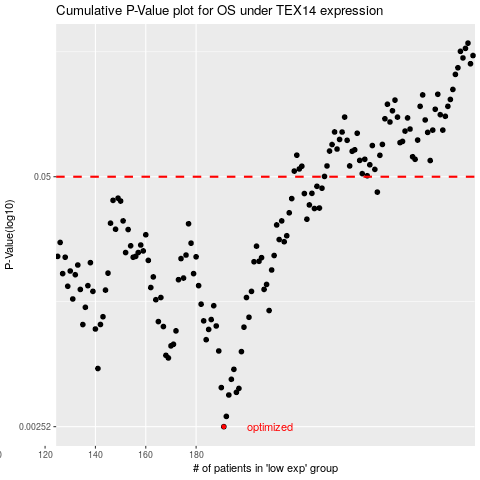 Cumulative P-Value plot for OS under TEX14 expression
P-Value(log10)
0.05
0.00252
optimized
0 120 140 160 180
# of patients in 'low exp' group